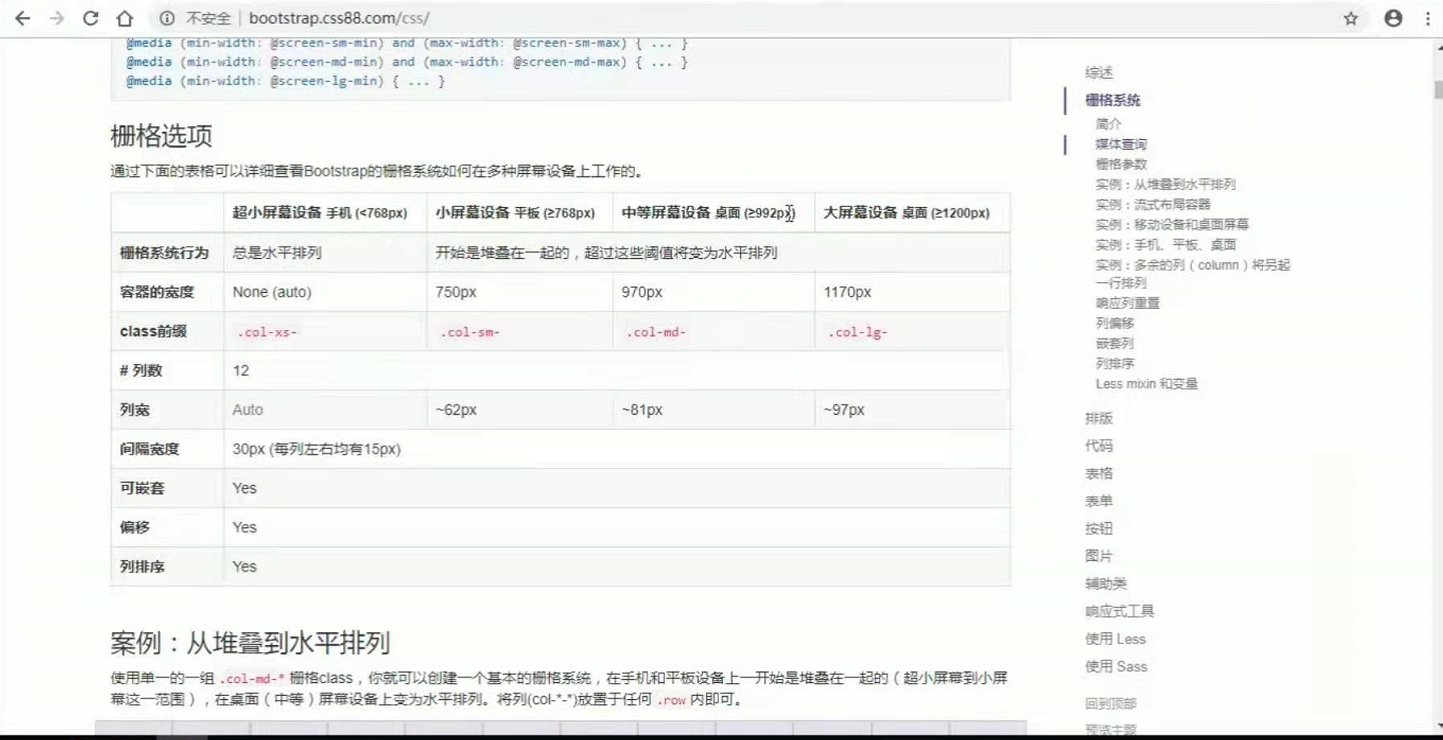 不安全 bootstrap.css88.com/css/
@media (min-width: @screen-sm-min) and (max-width: @screen-sm-max) { ... }
@media (min-width: @screen-md-min) and (max-width: @screen-md-max) { ... }
@media (min-width: @screen-lg-min) { ... }
栅格选项
通过下面的表格可以详细查看Bootstrap的栅格系统如何在多种屏幕设备上工作的。
超小屏幕设备 手机 (<768px) 小屏幕设备 平板 (≥768px) 中等屏幕设备 桌面 (≥992px) 大屏幕设备 桌面 (≥1200px)
栅格系统行为 总是水平排列 开始是堆叠在一起的，超过这些阈值将变为水平排列
容器的宽度 None (auto) 750px 970px 1170px
class前缀 .col-xs- .col-sm- .col-md- .col-lg-
# 列数 12
列宽 Auto ~62px ~81px ~97px
间隔宽度 30px (每列左右均有15px)
可嵌套 Yes
偏移 Yes
列排序 Yes
案例：从堆叠到水平排列
使用单一的一组 .col-md-* 栅格class，你就可以创建一个基本的栅格系统，在手机和平板设备上一开始是堆叠在一起的（超小屏幕到小屏
幕这一范围），在桌面（中等）屏幕设备上变为水平排列。将列(col-*-*)放置于任何 .row 内即可。
综述
栅格系统
简介
媒体查询
栅格参数
实例：从堆叠到水平排列
实例：流式布局容器
实例：移动设备和桌面屏幕
实例：手机、平板、桌面
实例：多余的列（column）将另起
一行排列
响应列重置
列偏移
嵌套列
列排序
Less mixin 和变量
排版
代码
表格
表单
按钮
图片
辅助类
响应式工具
使用 Less
使用 Sass
回到顶部
预览主题